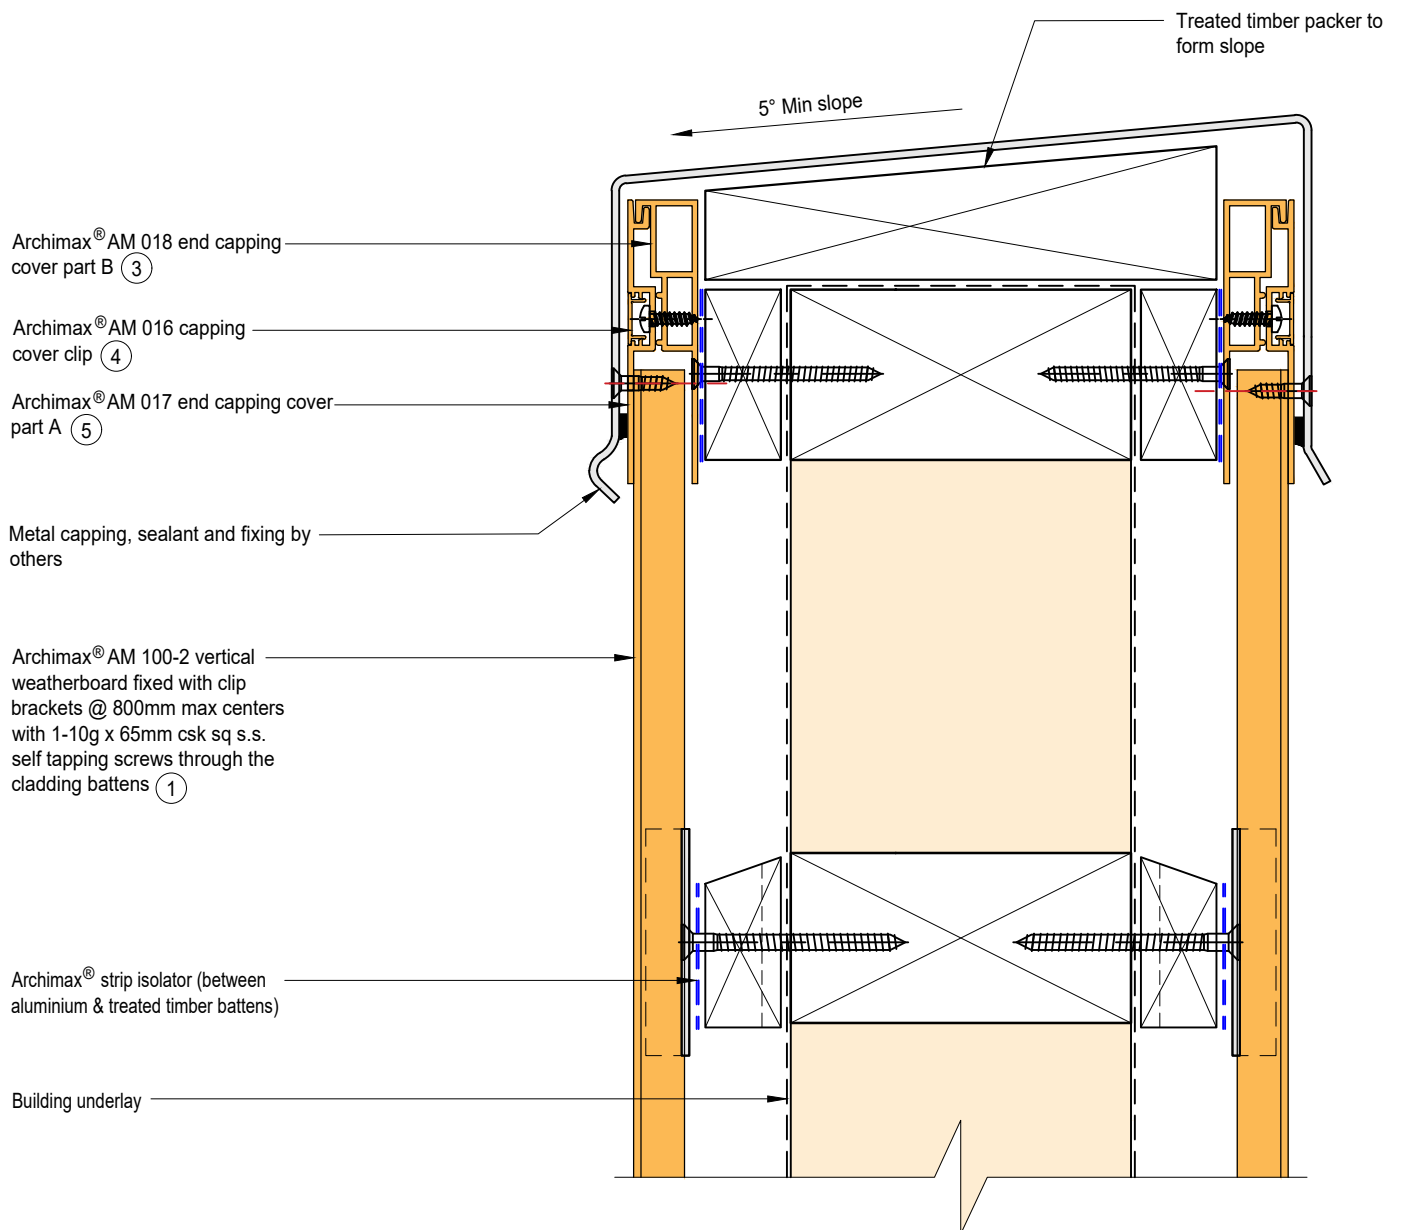 Treated timber packer to
form slope
5° Min slope
Archimax® AM 018 end capping
cover part B 3
Archimax® AM 016 capping
cover clip 4
Archimax® AM 017 end capping cover
part A 5
Metal capping, sealant and fixing by
others
Archimax® AM 100-2 vertical
weatherboard fixed with clip
brackets @ 800mm max centers
with 1-10g x 65mm csk sq s.s.
self tapping screws through the
cladding battens 1
Archimax® strip isolator (between
aluminium & treated timber battens)
Building underlay